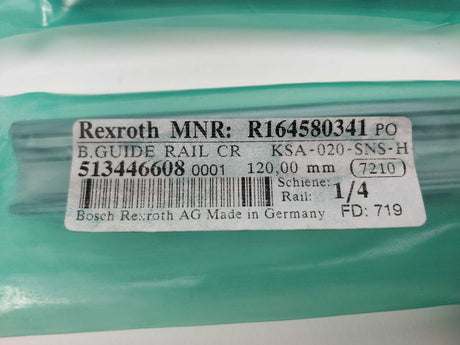 Rexroth MNR: R164580341 PO
B.GUIDE RAIL CR KSA-020-SNS-H
513446608 0001 120,00 mm 7210
Schiene:
Rail: 1/4
Bosch Rexroth AG Made in Germany FD: 719